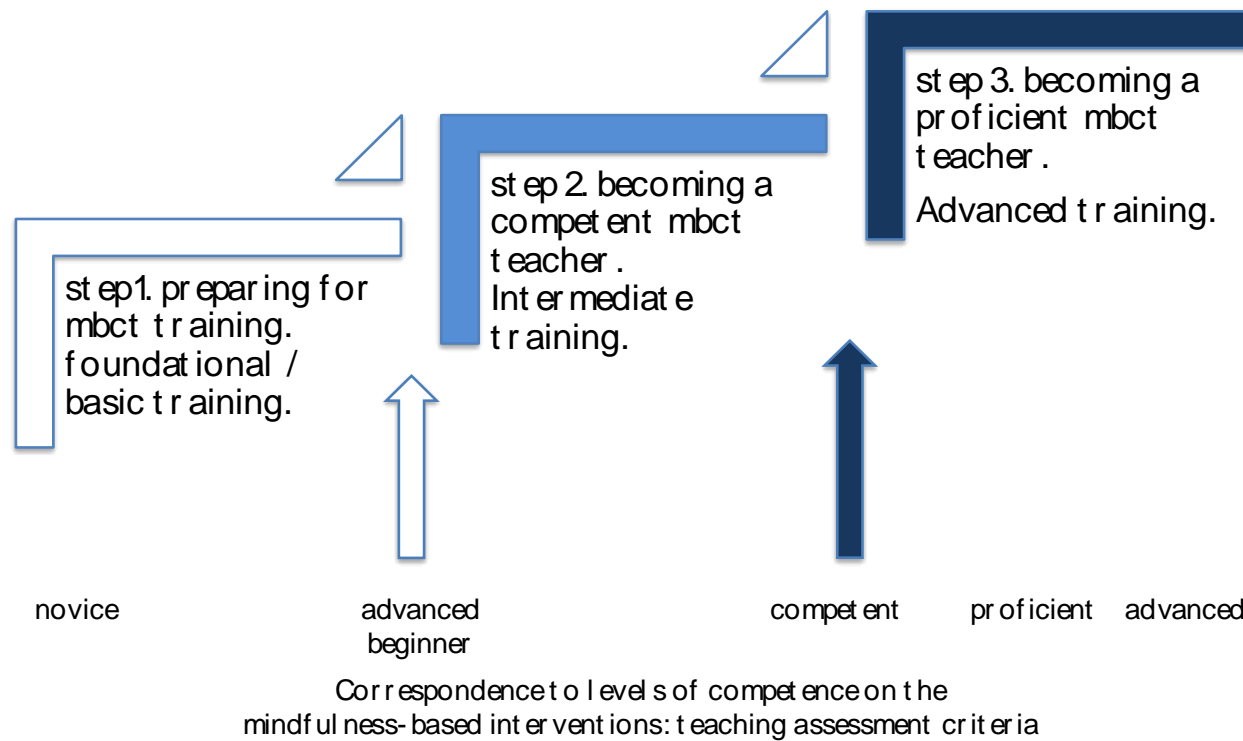 step1. preparing for
mbct training.
foundational /
basic training.
step 2. becoming a
competent mbct
teacher.
Intermediate
training.
step 3. becoming a
proficient mbct
teacher.
Advanced training.
novice
advanced
beginner
competent
proficient
advanced
Correspondence to levels of competence on the
mindfulness-based interventions: teaching assessment criteria